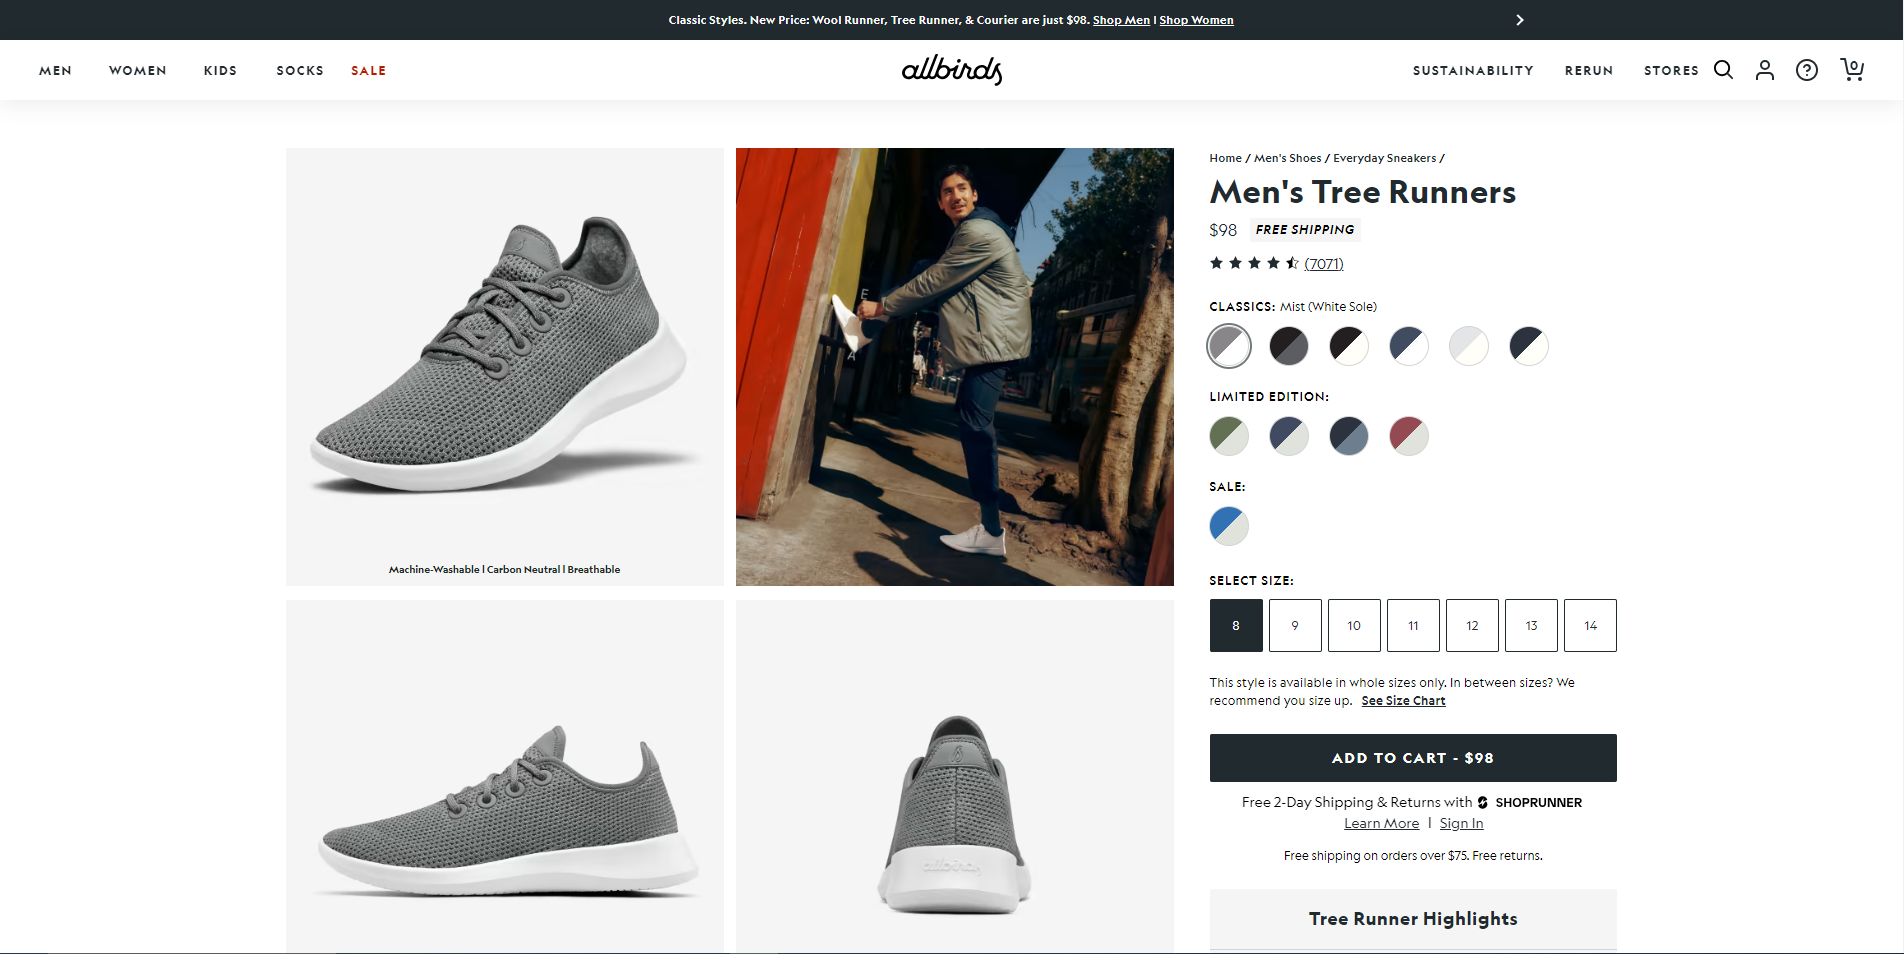 Classic Styles. New Price: Wool Runner, Tree Runner, & Courier are just $98. Shop Men | Shop Women
MEN WOMEN KIDS SOCKS SALE
allbirds
SUSTAINABILITY RERUN STORES
0
Machine-Washable | Carbon Neutral | Breathable
E
A
allbirds
Home / Men's Shoes / Everyday Sneakers /
Men's Tree Runners
$98 FREE SHIPPING
(7071)
CLASSICS: Mist (White Sole)
LIMITED EDITION:
SALE:
SELECT SIZE:
8 9 10 11 12 13 14
This style is available in whole sizes only. In between sizes? We
recommend you size up. See Size Chart
ADD TO CART - $98
Free 2-Day Shipping & Returns with SHOPRUNNER
Learn More | Sign In
Free shipping on orders over $75. Free returns.
Tree Runner Highlights